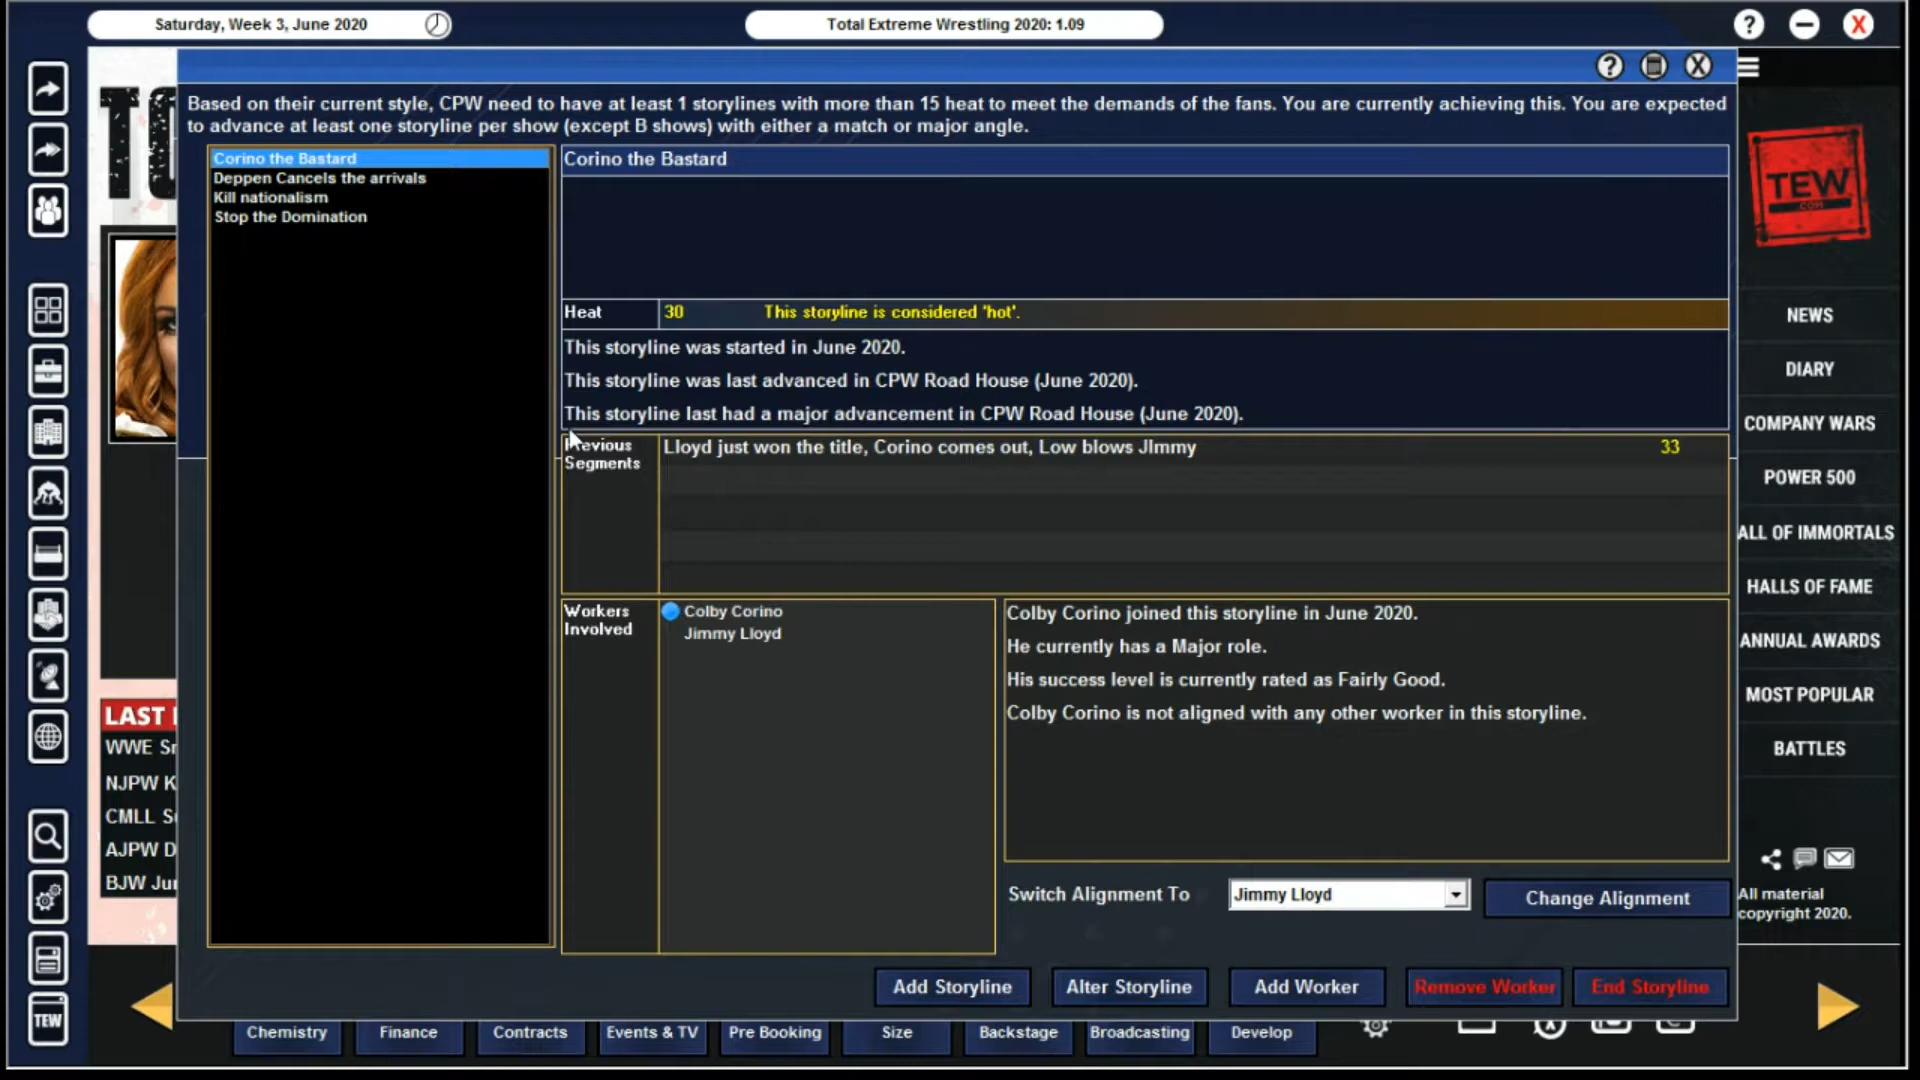 Saturday, Week 3, June 2020
Total Extreme Wrestling 2020: 1.09
Based on their current style, CPW need to have at least 1 storylines with more than 15 heat to meet the demands of the fans. You are currently achieving this. You are expected
to advance at least one storyline per show (except B shows) with either a match or major angle.
Corino the Bastard
Deppen Cancels the arrivals
Kill nationalism
Stop the Domination
Corino the Bastard
Heat 30 This storyline is considered 'hot'.
This storyline was started in June 2020.
This storyline was last advanced in CPW Road House (June 2020).
This storyline last had a major advancement in CPW Road House (June 2020).
Previous
Segments
Lloyd just won the title, Corino comes out, Low blows JImmy 33
Workers
Involved
Colby Corino
Jimmy Lloyd
Colby Corino joined this storyline in June 2020.
He currently has a Major role.
His success level is currently rated as Fairly Good.
Colby Corino is not aligned with any other worker in this storyline.
Switch Alignment To
Jimmy Lloyd
Change Alignment
Add Storyline
Alter Storyline
Add Worker
Remove Worker
End Storyline
LAST
WWE
NJPW K
CMLL
AJPW D
BJW Ju
TEW
.COM
NEWS
DIARY
COMPANY WARS
POWER 500
ALL OF IMMORTALS
HALLS OF FAME
ANNUAL AWARDS
MOST POPULAR
BATTLES
All material
copyright 2020.
TEW
Chemistry
Finance
Contracts
Events & TV
Pre Booking
Size
Backstage
Broadcasting
Develop